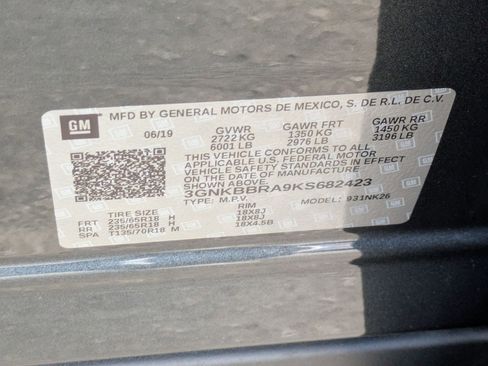 MFD BY GENERAL MOTORS DE MEXICO, S. DE R.L. DE C.V.
GM
06/19 GVWR GAWR FRT GAWR RR
2722 KG 1350 KG 1450 KG
6001 LB 2976 LB 3196 LB
THIS VEHICLE CONFORMS TO ALL
APPLICABLE U.S. FEDERAL MOTOR
VEHICLE SAFETY STANDARDS IN EFFECT
ON THE DATE OF MANUFACTURE
SHOWN ABOVE.
3GNKBBRA9KS682423
TYPE: M.P.V. MODEL: 931NK26
TIRE SIZE RIM
FRT 235/65R18 H 18X8J
RR 235/65R18 H 18X8J
SPA T135/70R18 M 18X4.5B